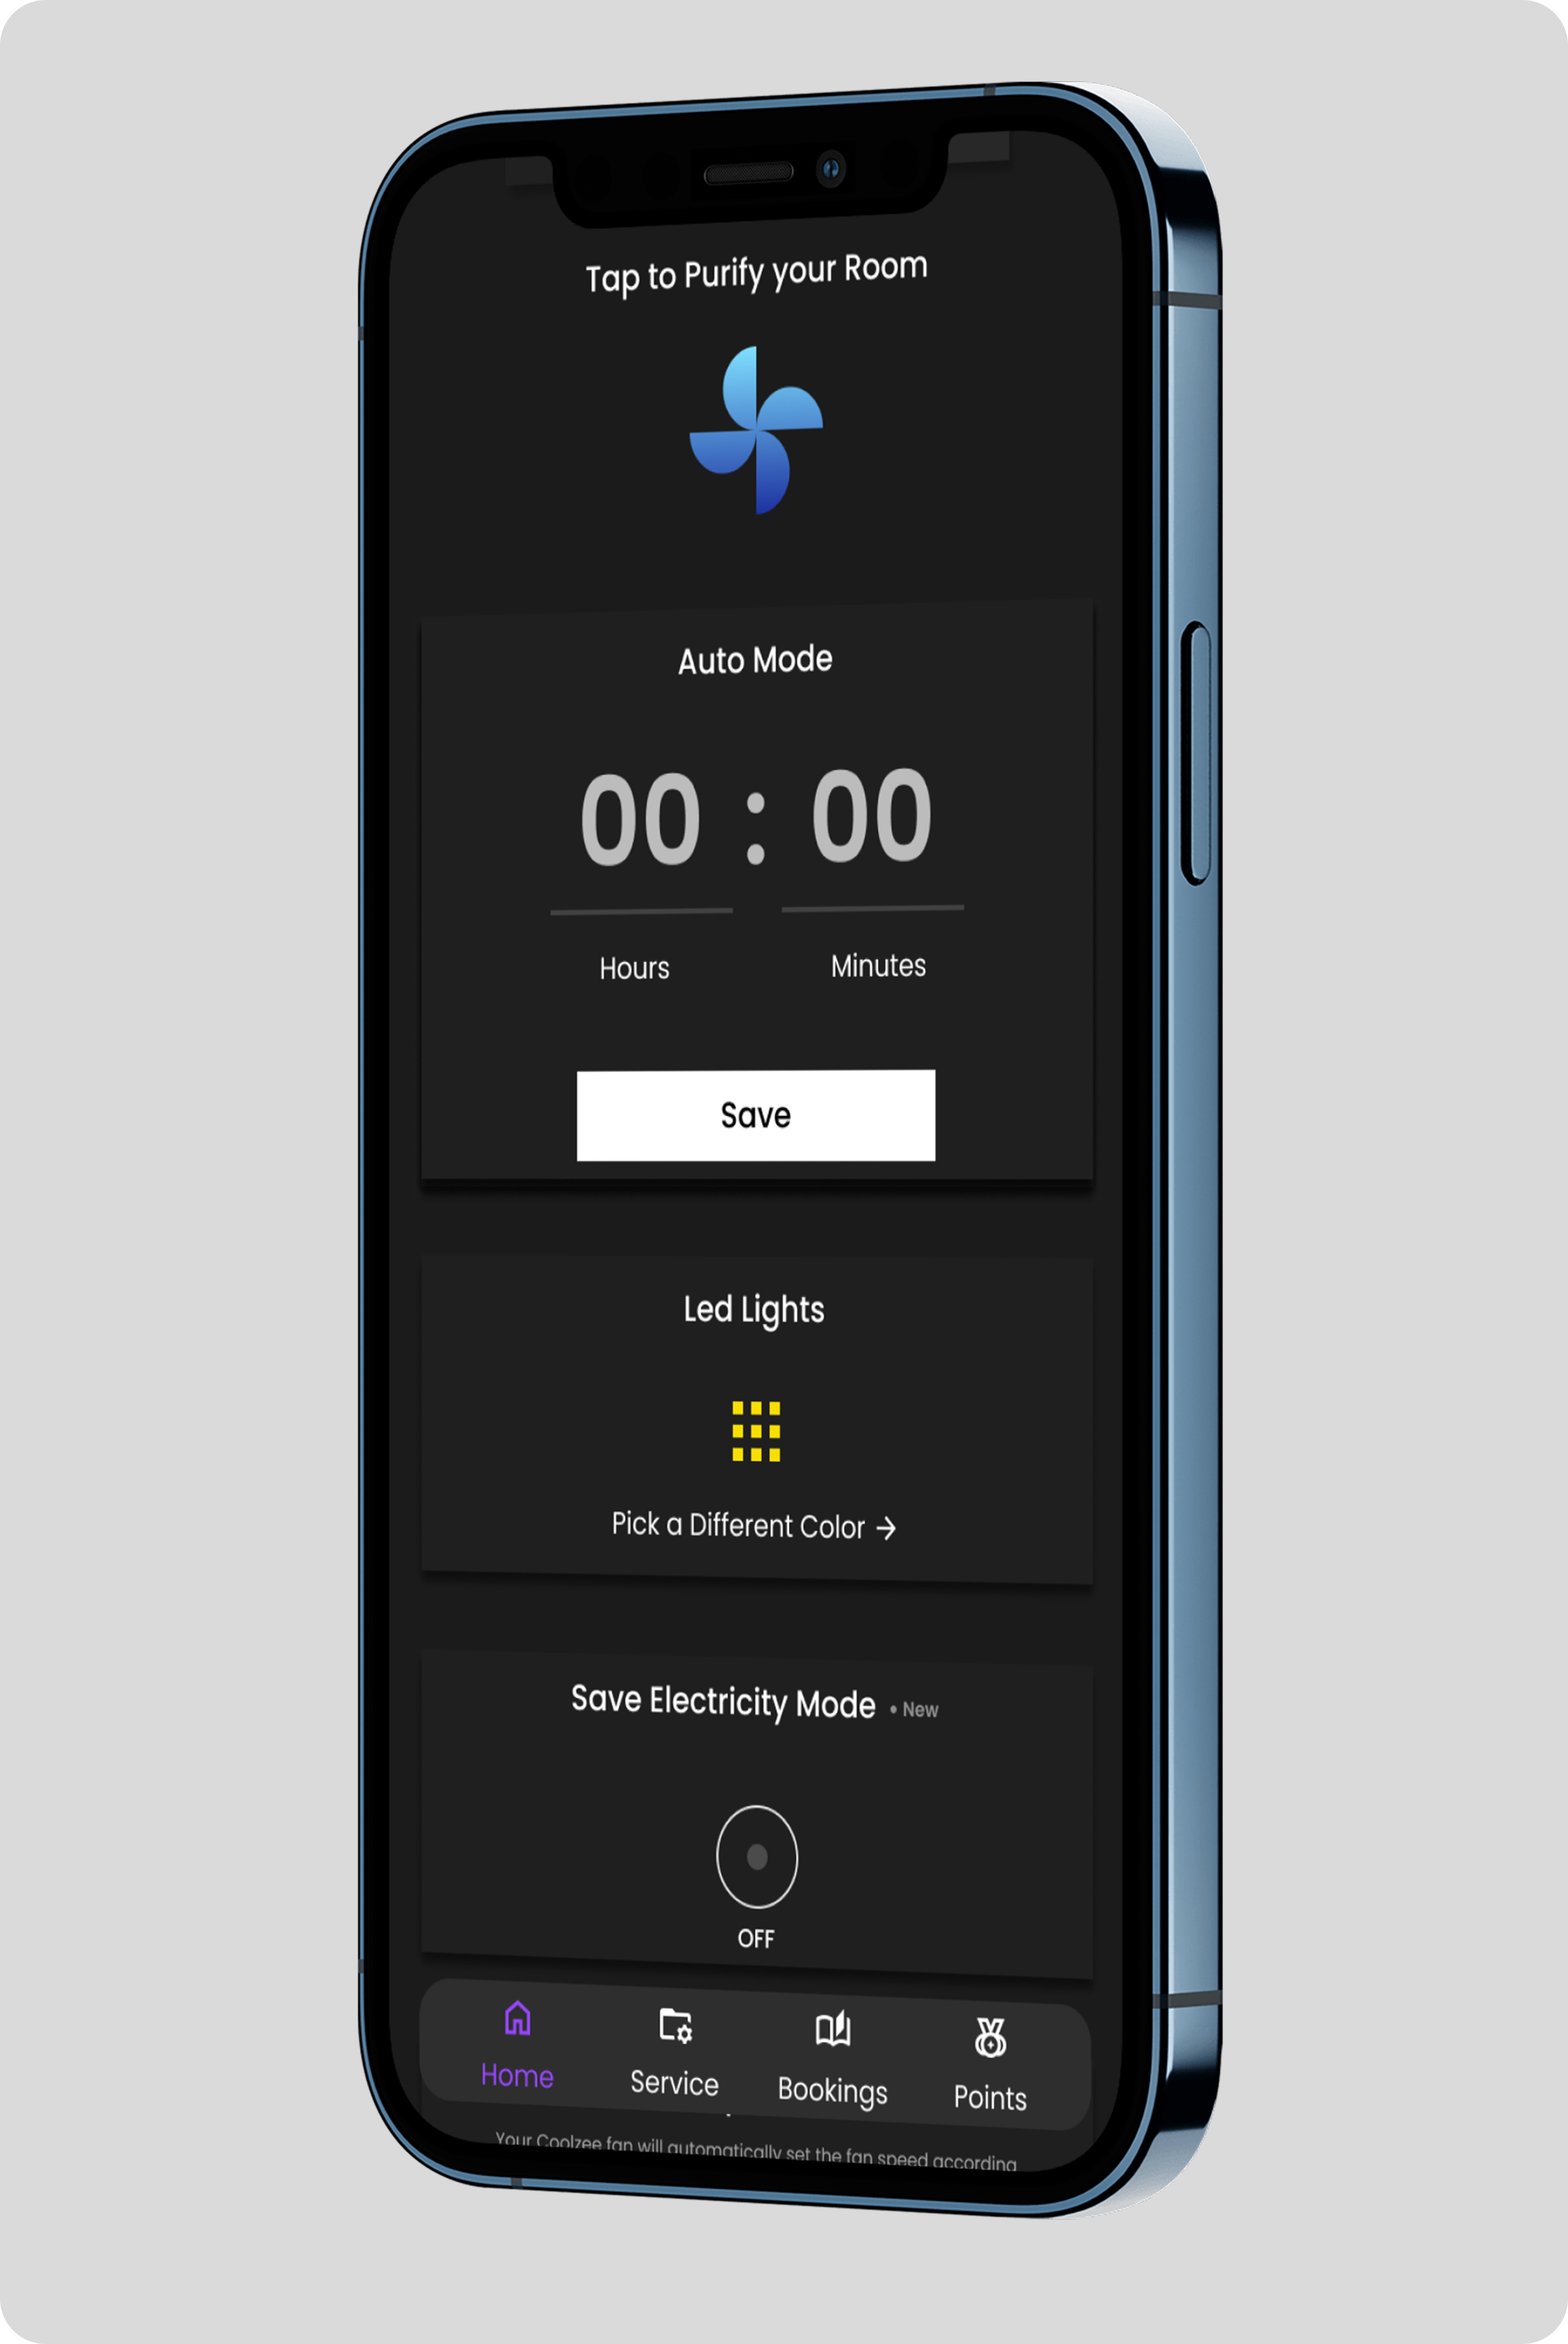 Tap to Purify your Room
Auto Mode
00 : 00
Hours Minutes
Save
Led Lights
Pick a Different Color →
Save Electricity Mode • New
OFF
Home Service Bookings Points
Your Coolzee fan will automatically set the fan speed according